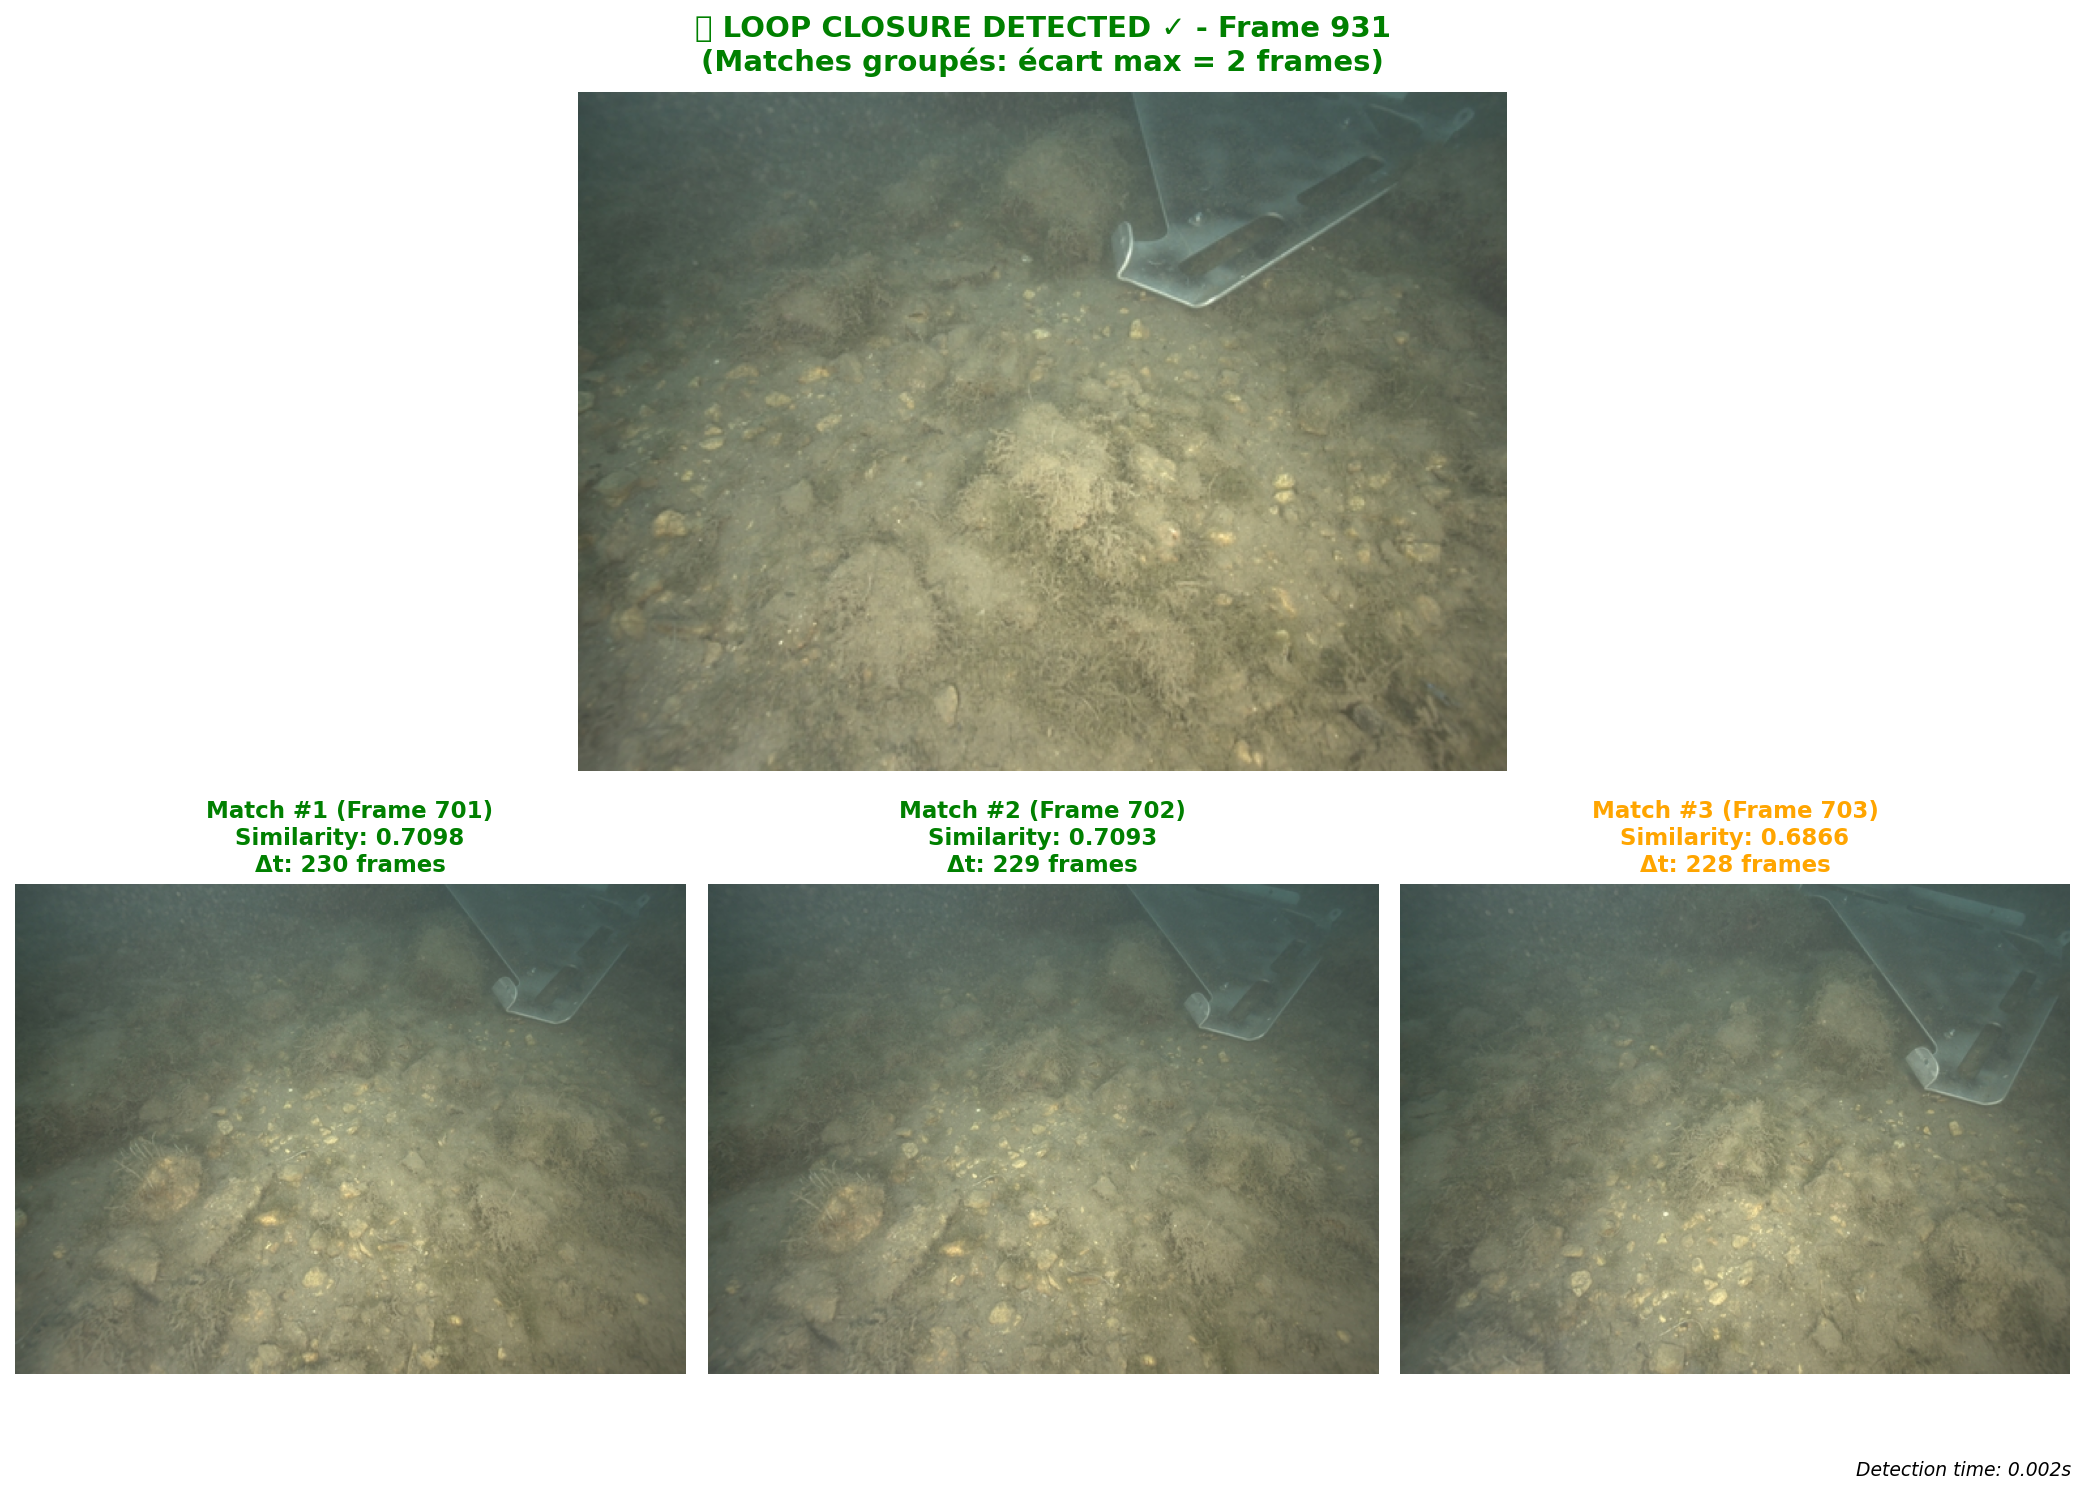 LOOP CLOSURE DETECTED ✓ - Frame 931
(Matches groupés: écart max = 2 frames)
Match #1 (Frame 701)
Similarity: 0.7098
Δt: 230 frames
Match #2 (Frame 702)
Similarity: 0.7093
Δt: 229 frames
Match #3 (Frame 703)
Similarity: 0.6866
Δt: 228 frames
Detection time: 0.002s